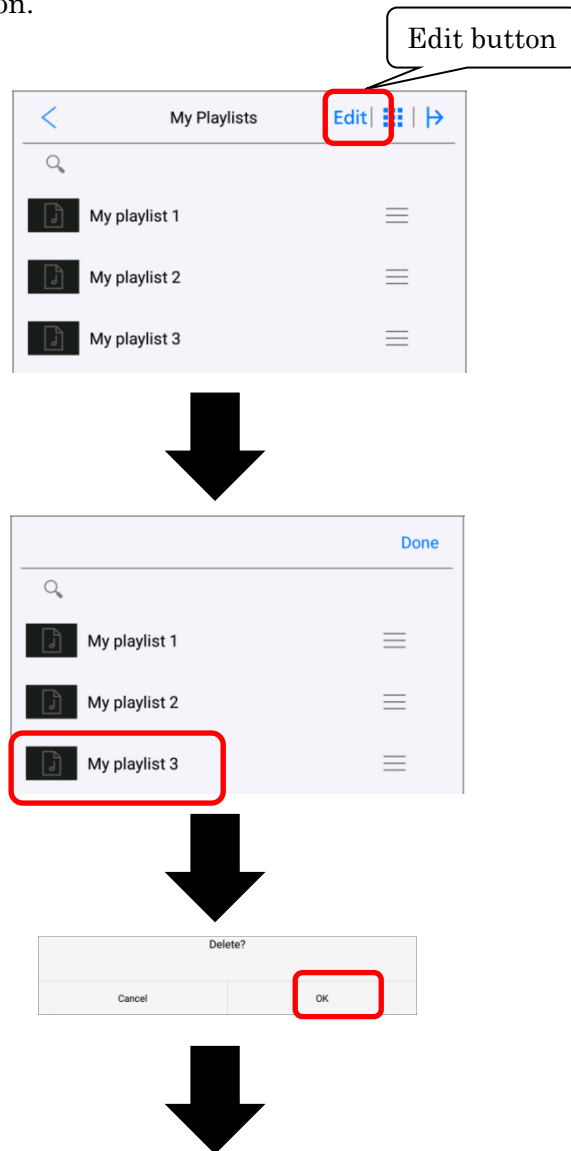 on.
Edit button
My Playlists Edit
My playlist 1
My playlist 2
My playlist 3
Done
My playlist 1
My playlist 2
My playlist 3
Delete?
Cancel OK